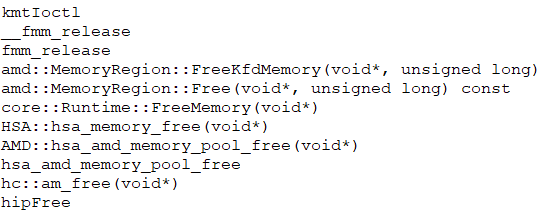 kmtIoctl
__fmm_release
fmm_release
amd::MemoryRegion::FreeKfdMemory(void*, unsigned long)
amd::MemoryRegion::Free(void*, unsigned long) const
core::Runtime::FreeMemory(void*)
HSA::hsa_memory_free(void*)
AMD::hsa_amd_memory_pool_free(void*)
hsa_amd_memory_pool_free
hc::am_free(void*)
hipFree